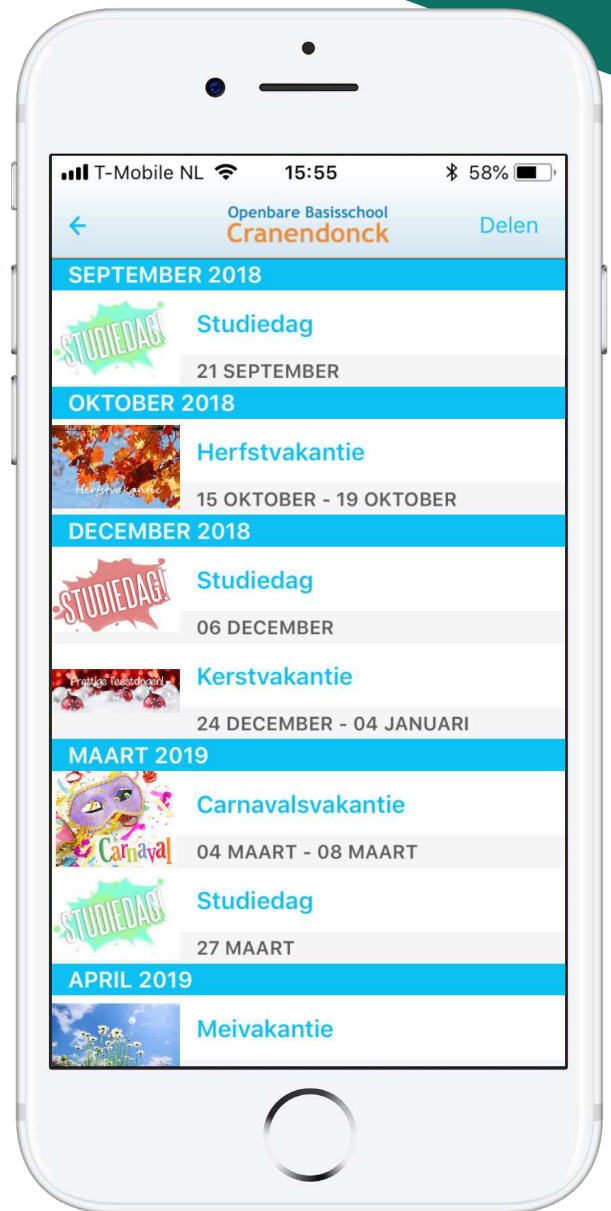 T-Mobile NL 15:55 58%
Openbare Basisschool
Cranendonck
Delen
SEPTEMBER 2018
STUDIEDAG!
Studiedag
21 SEPTEMBER
OKTOBER 2018
Herfstvakantie
Herfstvakantie
15 OKTOBER - 19 OKTOBER
DECEMBER 2018
STUDIEDAG!
Studiedag
06 DECEMBER
Prettige feestdagen!
Kerstvakantie
24 DECEMBER - 04 JANUARI
MAART 2019
Carnaval
Carnavalsvakantie
04 MAART - 08 MAART
STUDIEDAG!
Studiedag
27 MAART
APRIL 2019
Meivakantie